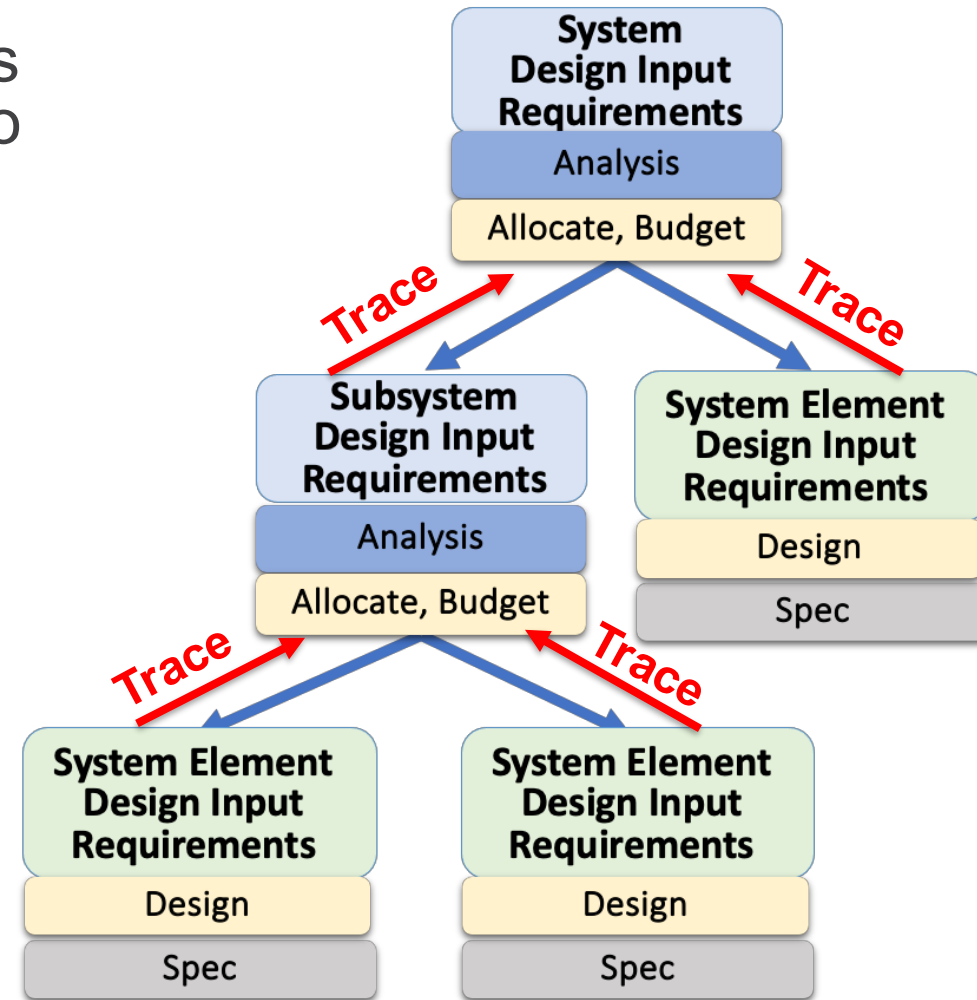 s
o
System
Design Input
Requirements
Analysis
Allocate, Budget
Trace
Trace
Subsystem
Design Input
Requirements
Analysis
Allocate, Budget
System Element
Design Input
Requirements
Design
Spec
Trace
Trace
System Element
Design Input
Requirements
Design
Spec
System Element
Design Input
Requirements
Design
Spec